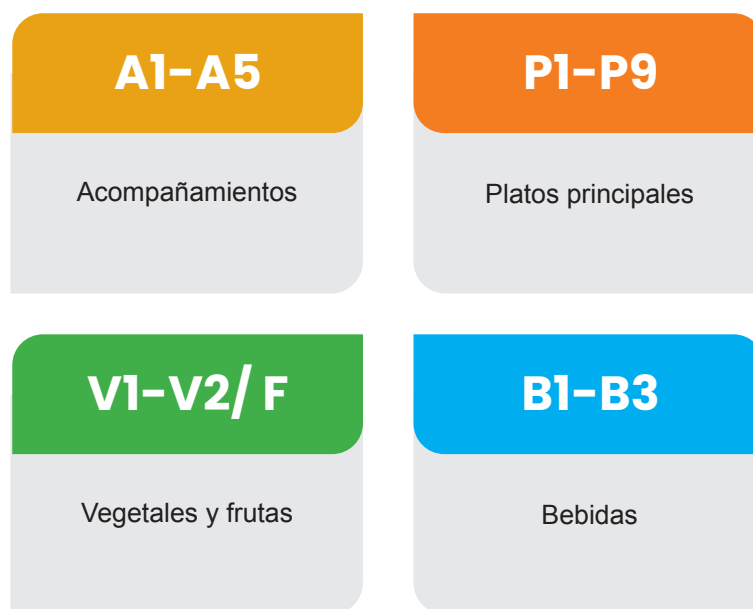 A1-A5
Acompañamientos
P1-P9
Platos principales
V1-V2/ F
Vegetales y frutas
B1-B3
Bebidas